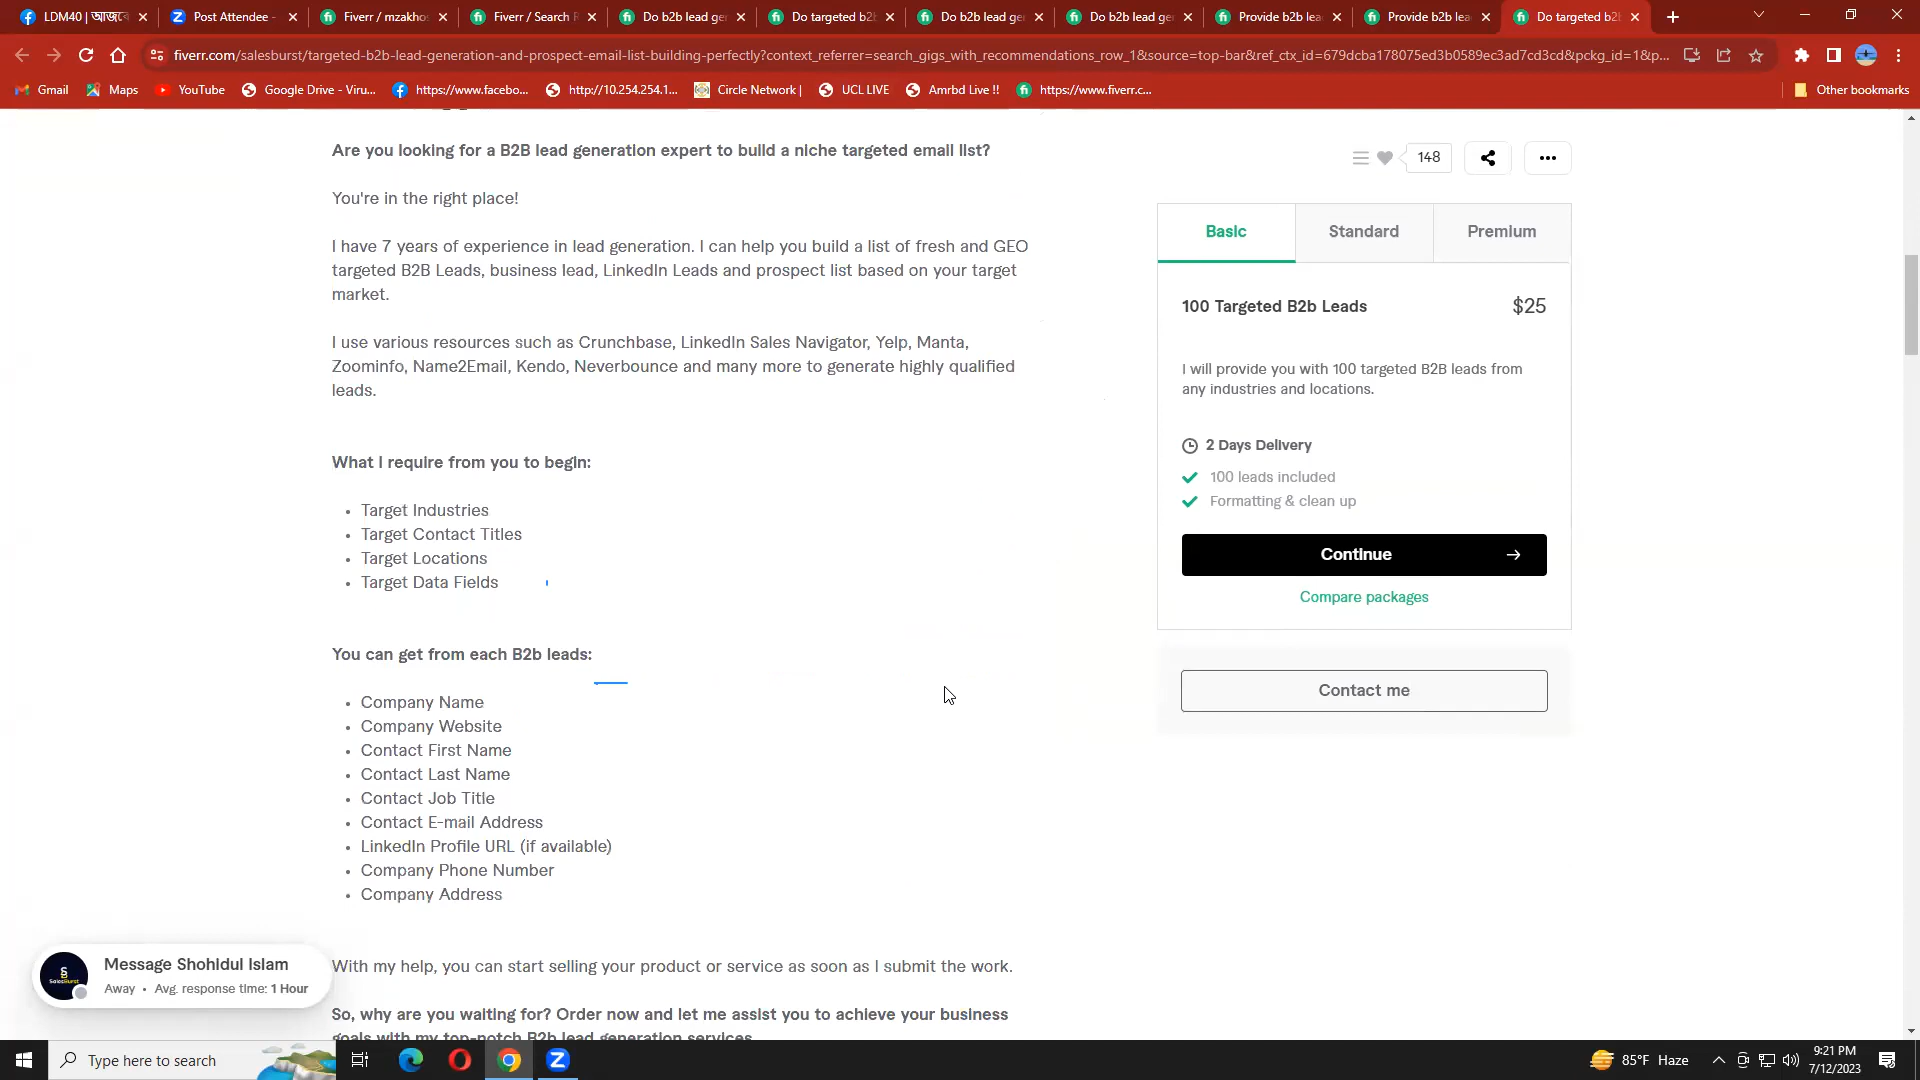 LDM40 | আজকে
Post Attendee -
Fiverr / mzakhos
Fiverr / Search R
Do b2b lead ge
Do targeted b2b
Do b2b lead ge
Do b2b lead ge
Provide b2b lea
Provide b2b lea
Do targeted b2b
fiverr.com/salesburst/targeted-b2b-lead-generation-and-prospect-email-list-building-perfectly?context_referrer=search_gigs_with_recommendations_row_1&source=top-bar&ref_ctx_id=679dcba178075ed3b0589ec3ad7cd3cd&pckg_id=1&p...
Gmail
Maps
YouTube
Google Drive - Viru...
https://www.facebo...
http://10.254.254.1...
Circle Network |
UCL LIVE
Amrbd Live !!
https://www.fiverr.c...
Other bookmarks
Are you looking for a B2B lead generation expert to build a niche targeted email list?
You're in the right place!
I have 7 years of experience in lead generation. I can help you build a list of fresh and GEO
targeted B2B Leads, business lead, LinkedIn Leads and prospect list based on your target
market.
I use various resources such as Crunchbase, LinkedIn Sales Navigator, Yelp, Manta,
Zoominfo, Name2Email, Kendo, Neverbounce and many more to generate highly qualified
leads.
What I require from you to begin:
• Target Industries
• Target Contact Titles
• Target Locations
• Target Data Fields
You can get from each B2b leads:
• Company Name
• Company Website
• Contact First Name
• Contact Last Name
• Contact Job Title
• Contact E-mail Address
• LinkedIn Profile URL (if available)
• Company Phone Number
• Company Address
With my help, you can start selling your product or service as soon as I submit the work.
So, why are you waiting for? Order now and let me assist you to achieve your business
goals with my top-notch B2b lead generation services
148
Basic
Standard
Premium
100 Targeted B2b Leads
$25
I will provide you with 100 targeted B2B leads from
any industries and locations.
2 Days Delivery
100 leads included
Formatting & clean up
Continue
Compare packages
Contact me
SalesBurst
Message Shohidul Islam
Away • Avg. response time: 1 Hour
Type here to search
85°F Haze
9:21 PM
7/12/2023